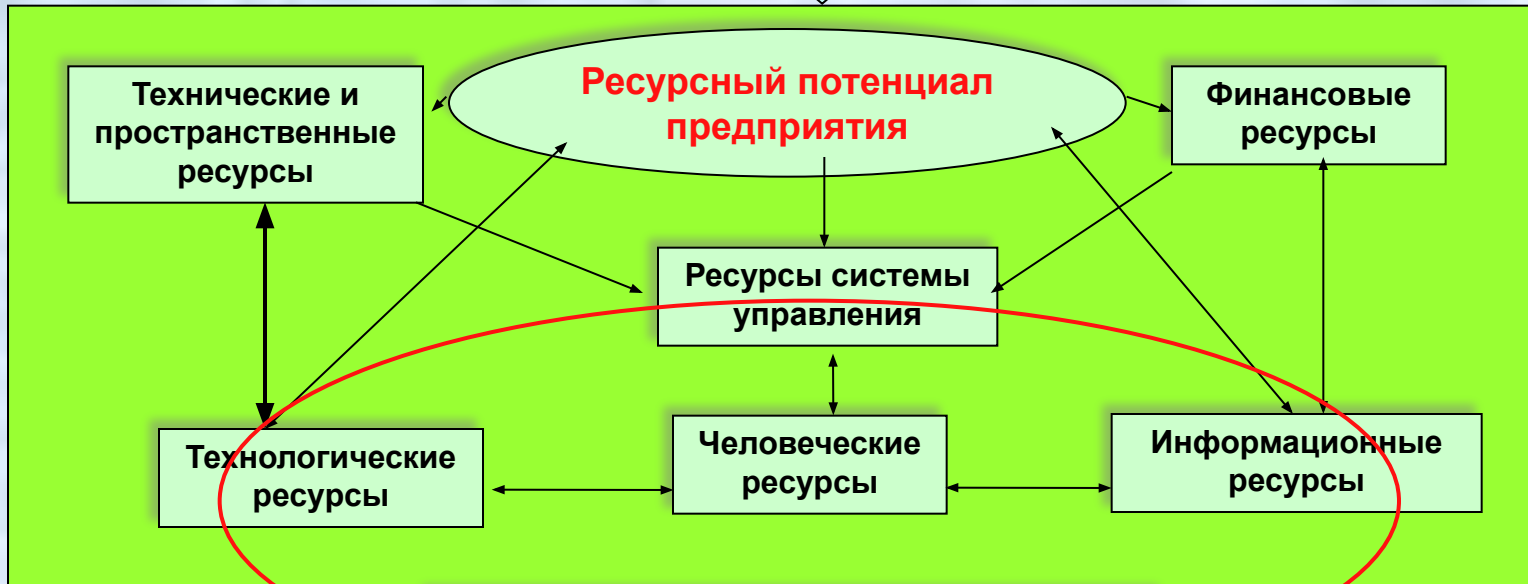 Ресурсный потенциал
предприятия
Технические и
пространственные
ресурсы
Финансовые
ресурсы
Ресурсы системы
управления
Технологические
ресурсы
Человеческие
ресурсы
Информационные
ресурсы